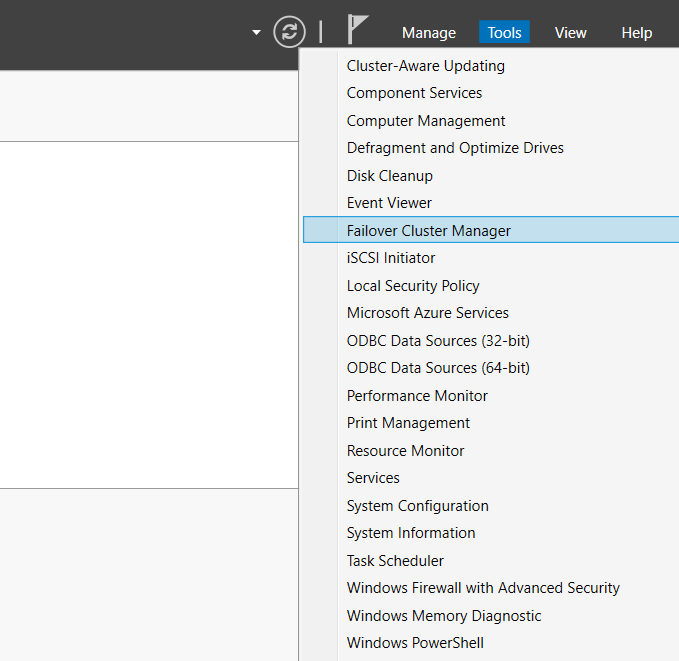 Manage Tools View Help
Cluster-Aware Updating
Component Services
Computer Management
Defragment and Optimize Drives
Disk Cleanup
Event Viewer
Failover Cluster Manager
iSCSI Initiator
Local Security Policy
Microsoft Azure Services
ODBC Data Sources (32-bit)
ODBC Data Sources (64-bit)
Performance Monitor
Print Management
Resource Monitor
Services
System Configuration
System Information
Task Scheduler
Windows Firewall with Advanced Security
Windows Memory Diagnostic
Windows PowerShell